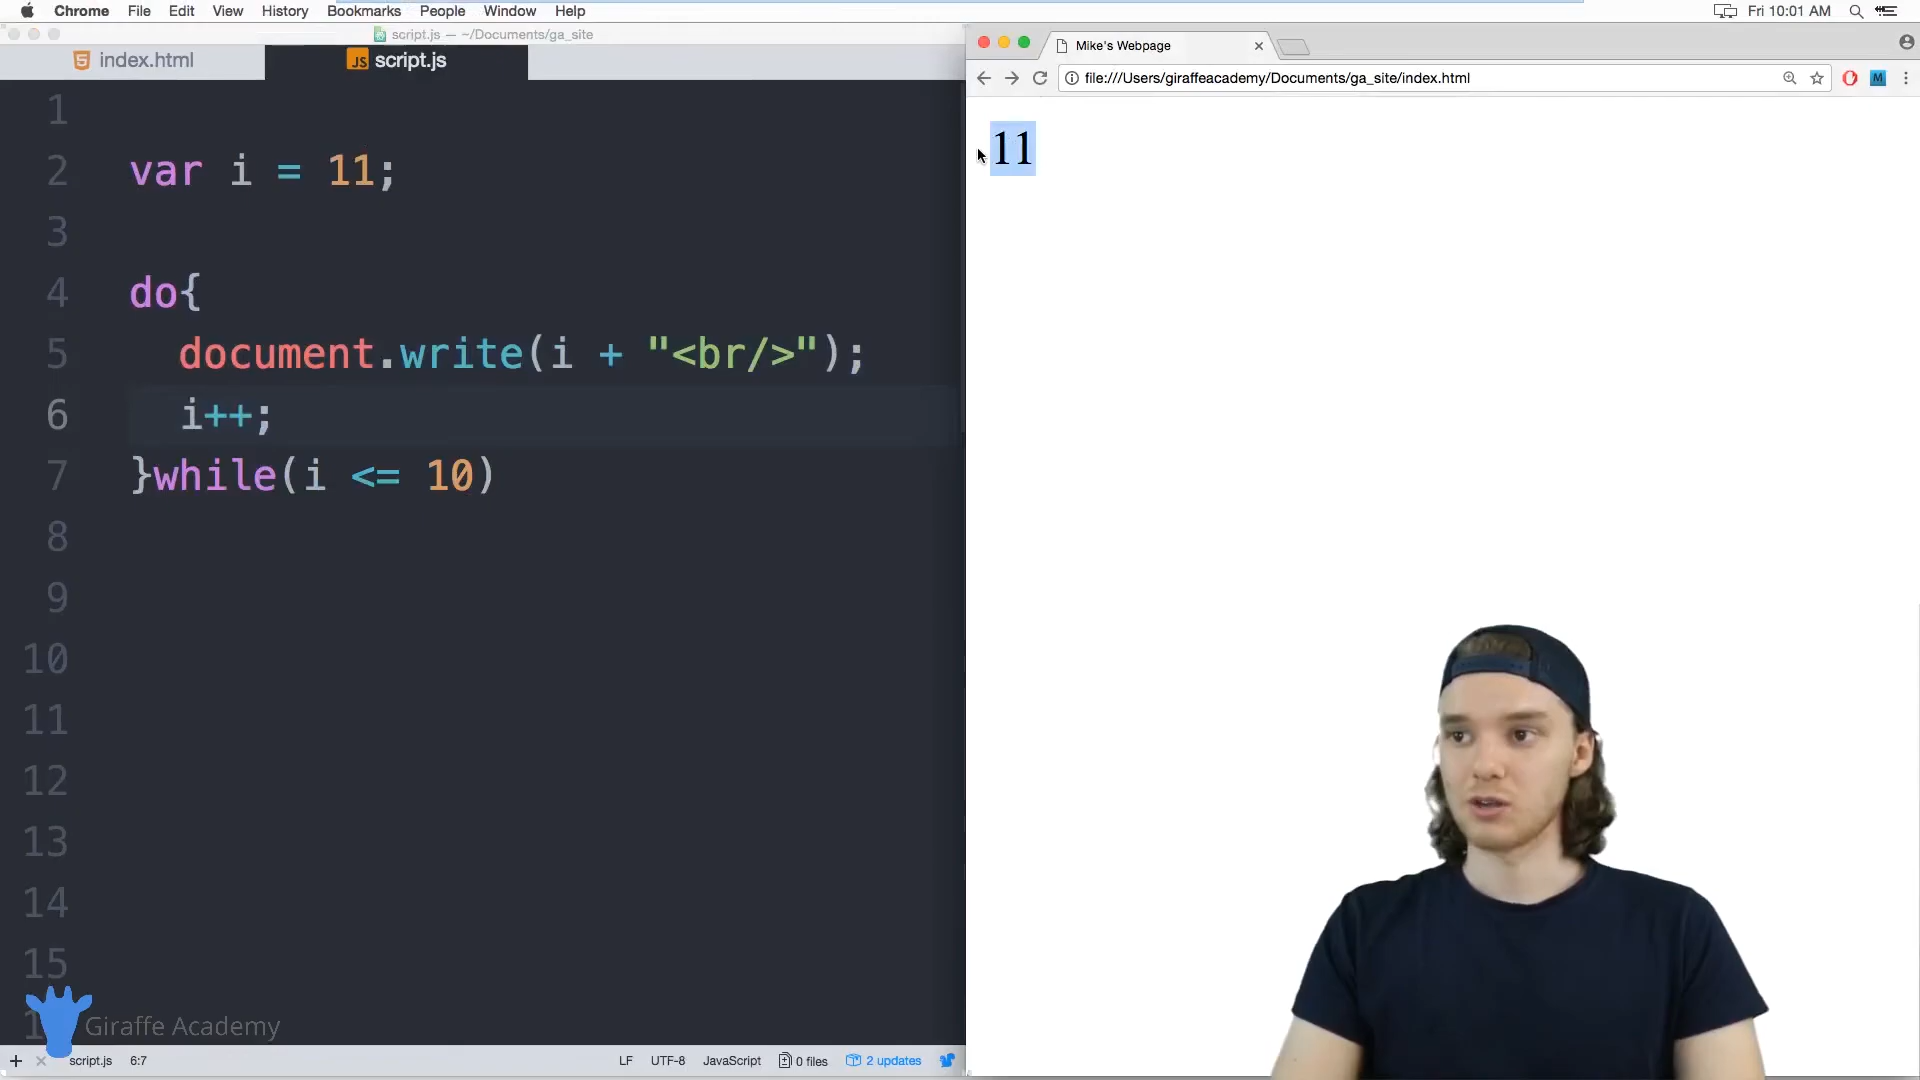 Chrome File Edit View History Bookmarks People Window Help
Fri 10:01 AM
script.js — ~/Documents/ga_site
index.html
JS script.js
Mike's Webpage
file:///Users/giraffeacademy/Documents/ga_site/index.html
M
11
1
2 var i = 11;
3
4 do{
5 document.write(i + "<br/>");
6 i++;
7 }while(i <= 10)
8
9
10
11
12
13
14
15
Giraffe Academy
script.js 6:7 LF UTF-8 JavaScript 0 files 2 updates